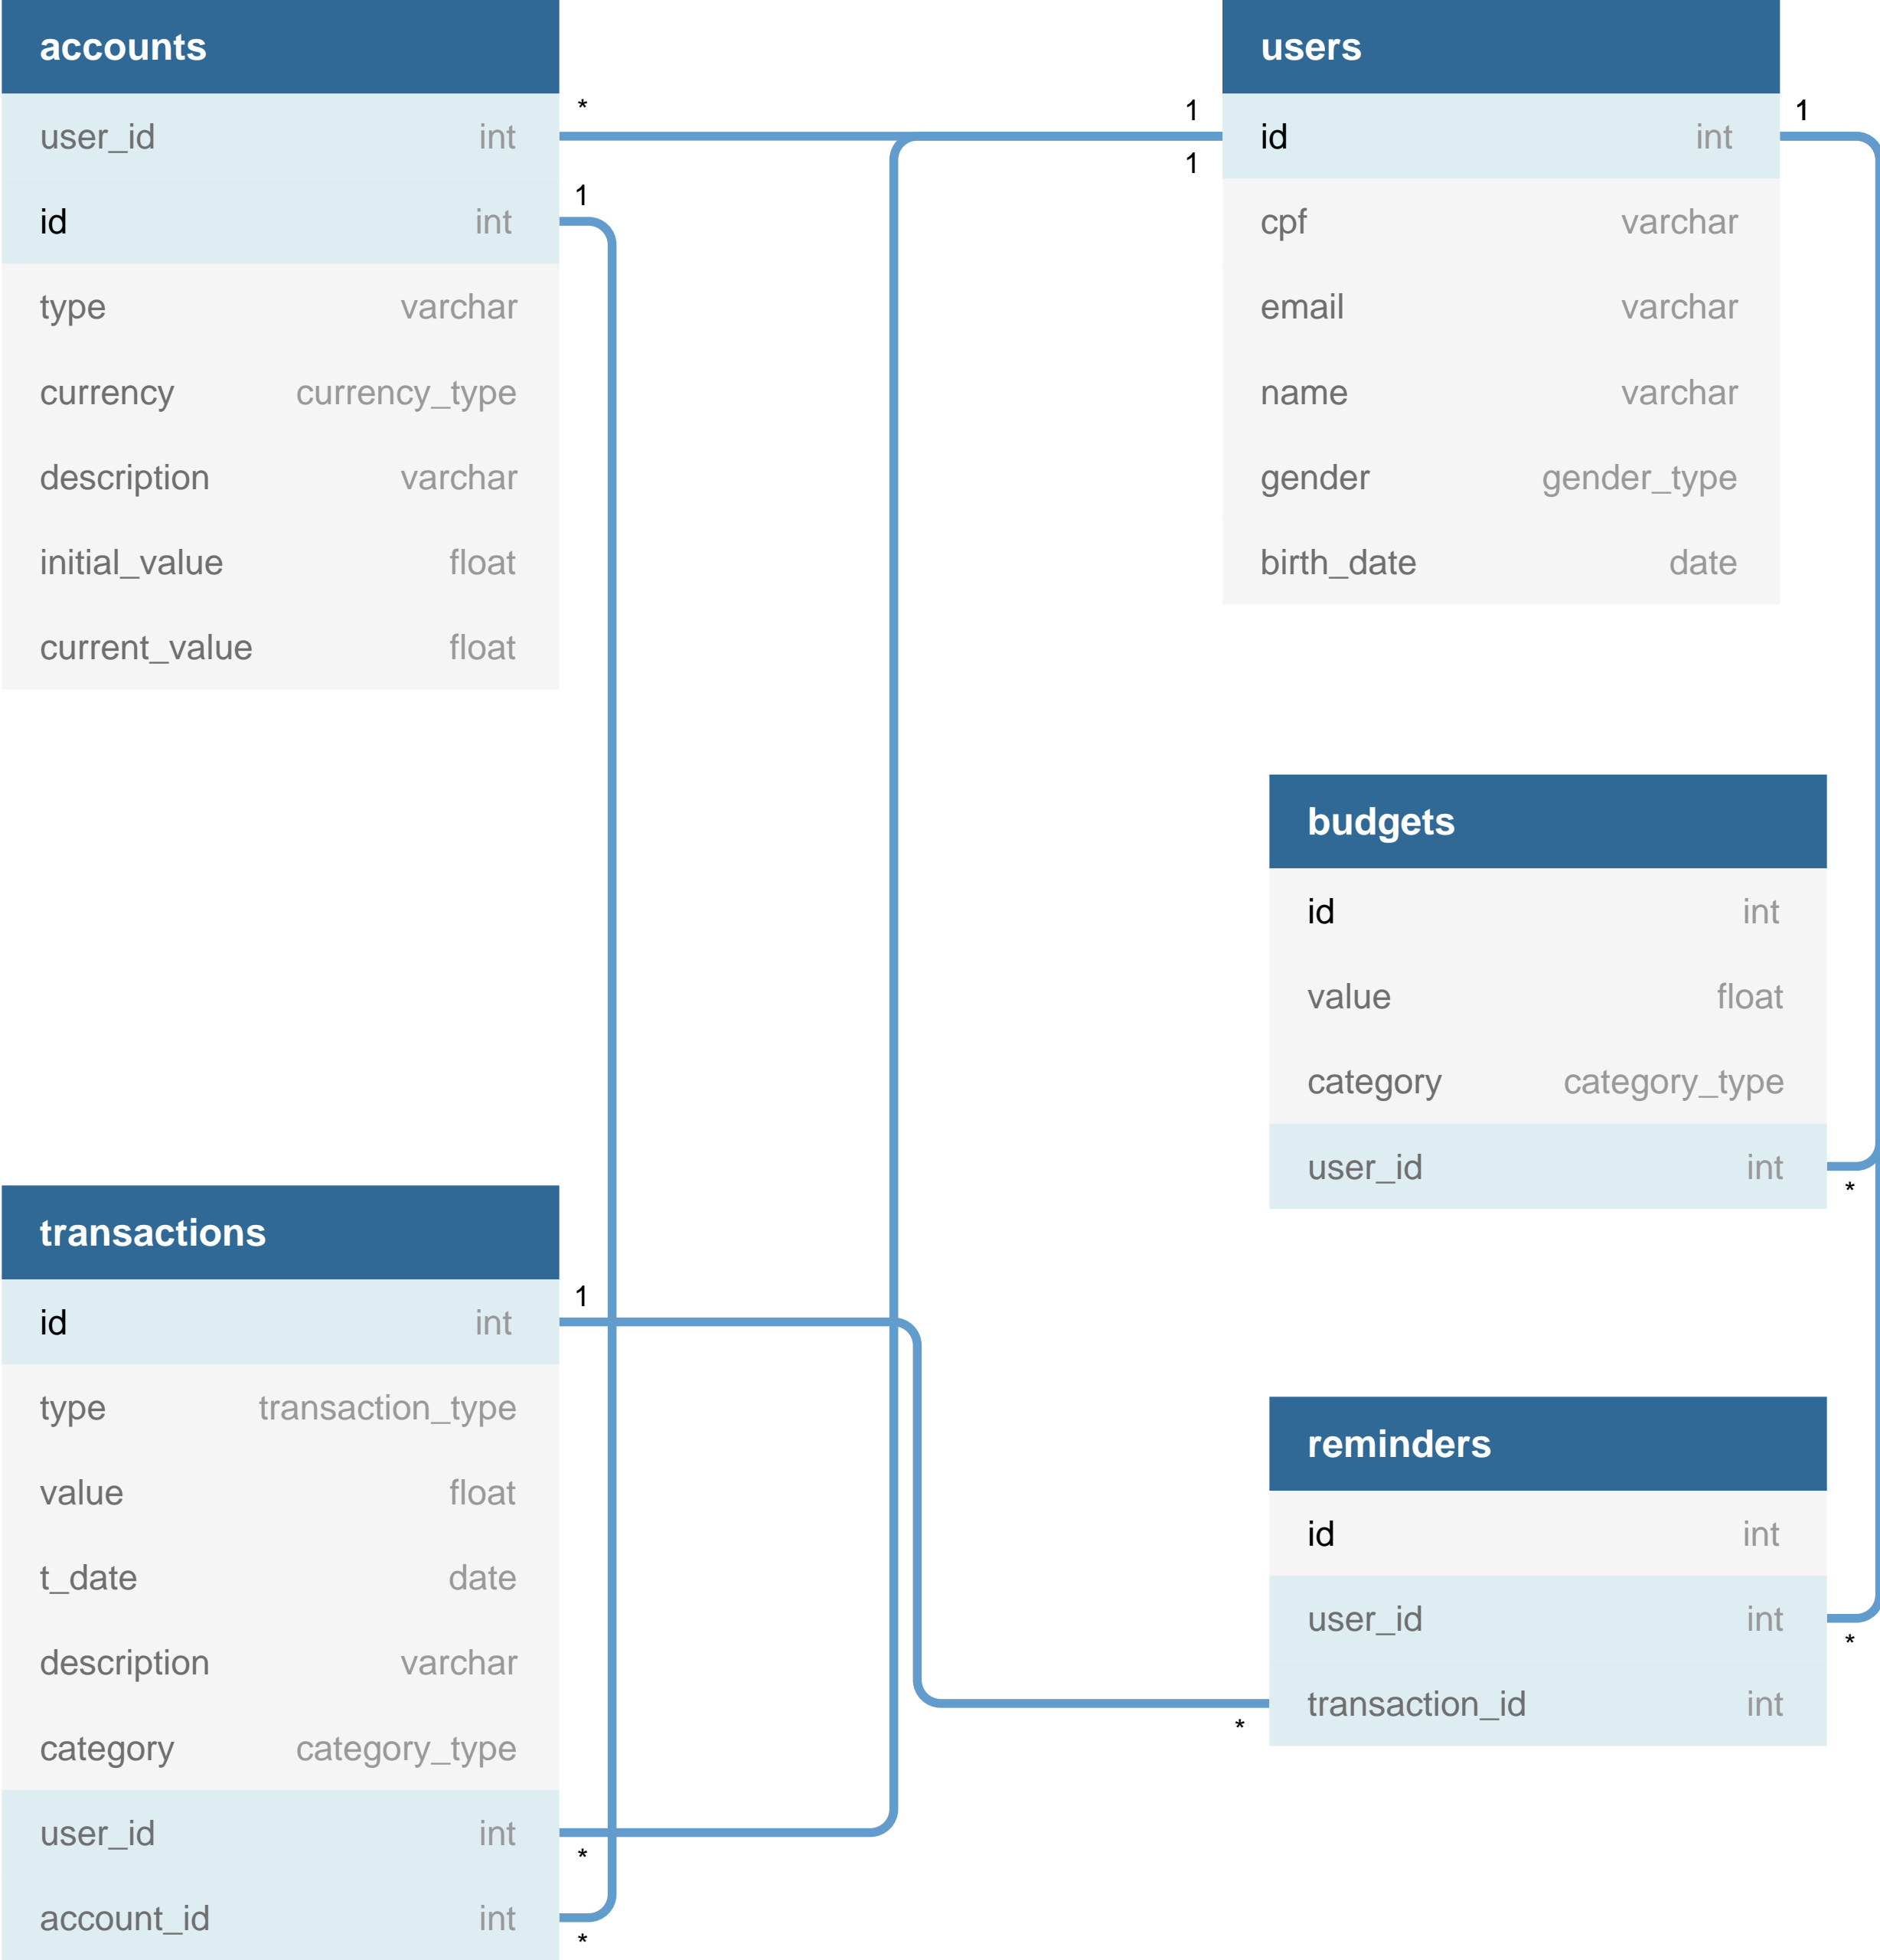 accounts
user_id int
id int
type varchar
currency currency_type
description varchar
initial_value float
current_value float
*
1
users
id int
cpf varchar
email varchar
name varchar
gender gender_type
birth_date date
1
1
1
budgets
id int
value float
category category_type
user_id int
*
transactions
id int
type transaction_type
value float
t_date date
description varchar
category category_type
user_id int
account_id int
1
*
*
reminders
id int
user_id int
transaction_id int
*
*